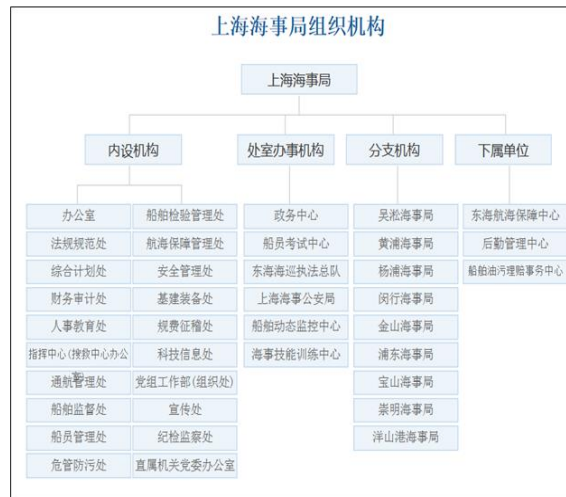 上海海事局组织机构
上海海事局
内设机构 处室办事机构 分支机构 下属单位
办公室 船舶检验管理处 政务中心 吴淞海事局 东海航海保障中心
法规规范处 航海保障管理处 船员考试中心 黄浦海事局 后勤管理中心
综合计划处 安全管理处 东海海巡执法总队 杨浦海事局 船舶油污理赔事务中心
财务审计处 基建装备处 上海海事公安局 闵行海事局
人事教育处 规费征稽处 船舶动态监控中心 金山海事局
指挥中心(搜救中心办公室) 科技信息处 海事技能训练中心 浦东海事局
通航管理处 党组工作部(组织处) 宝山海事局
船舶监督处 宣传处 崇明海事局
船员管理处 纪检监察处 洋山港海事局
危管防污处 直属机关党委办公室